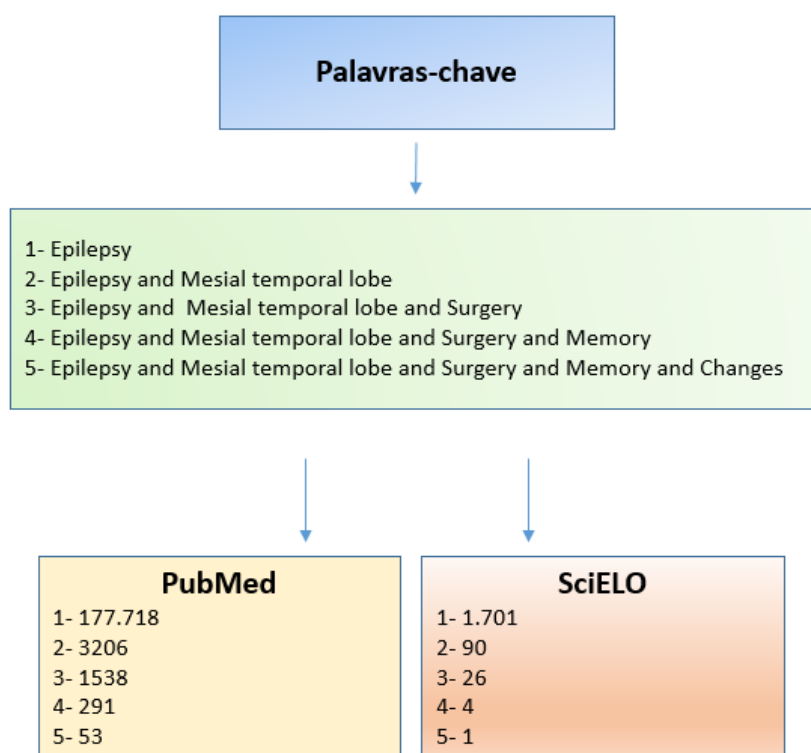 Palavras-chave
1- Epilepsy
2- Epilepsy and Mesial temporal lobe
3- Epilepsy and  Mesial temporal lobe and Surgery
4- Epilepsy and Mesial temporal lobe and Surgery and Memory
5- Epilepsy and Mesial temporal lobe and Surgery and Memory and Changes
PubMed
1- 177.718
2- 3206
3- 1538
4- 291
5- 53
SciELO
1- 1.701
2- 90
3- 26
4- 4
5- 1